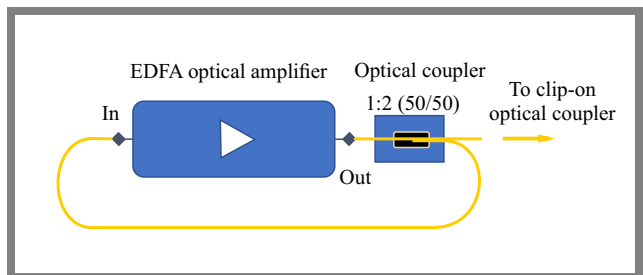 EDFA optical amplifier
Optical coupler
1:2 (50/50)
To clip-on
optical coupler
In
Out